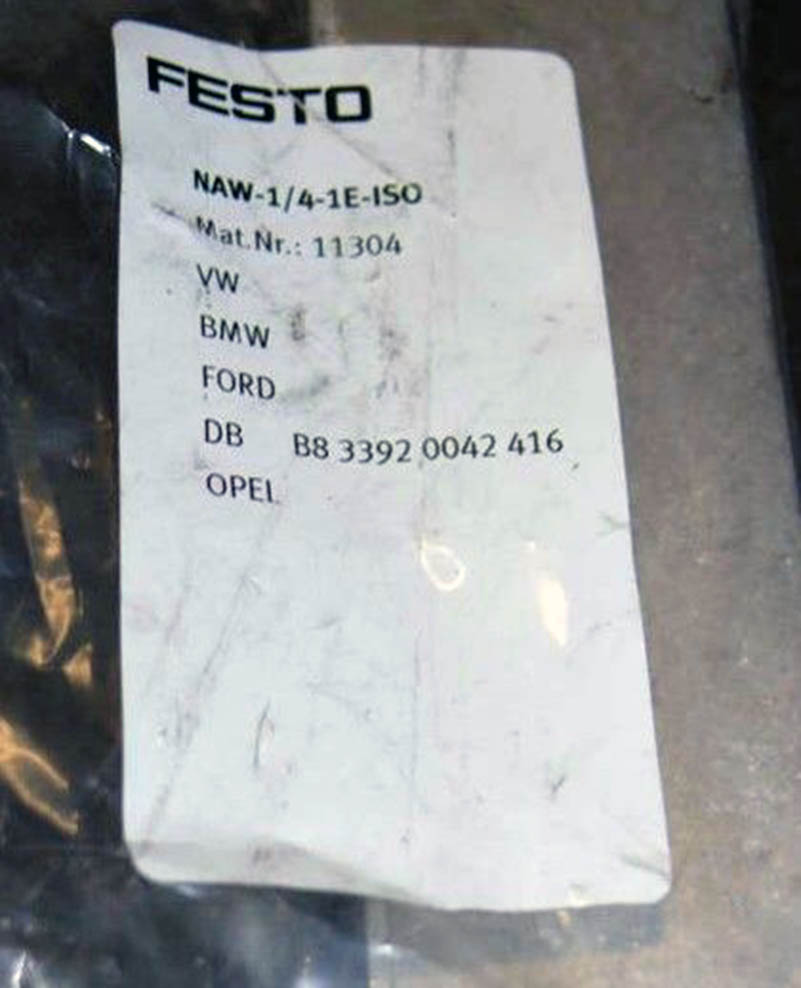 FESTO
NAW-1/4-1E-ISO
Mat.Nr.: 11304
VW
BMW
FORD
DB B8 3392 0042 416
OPEL